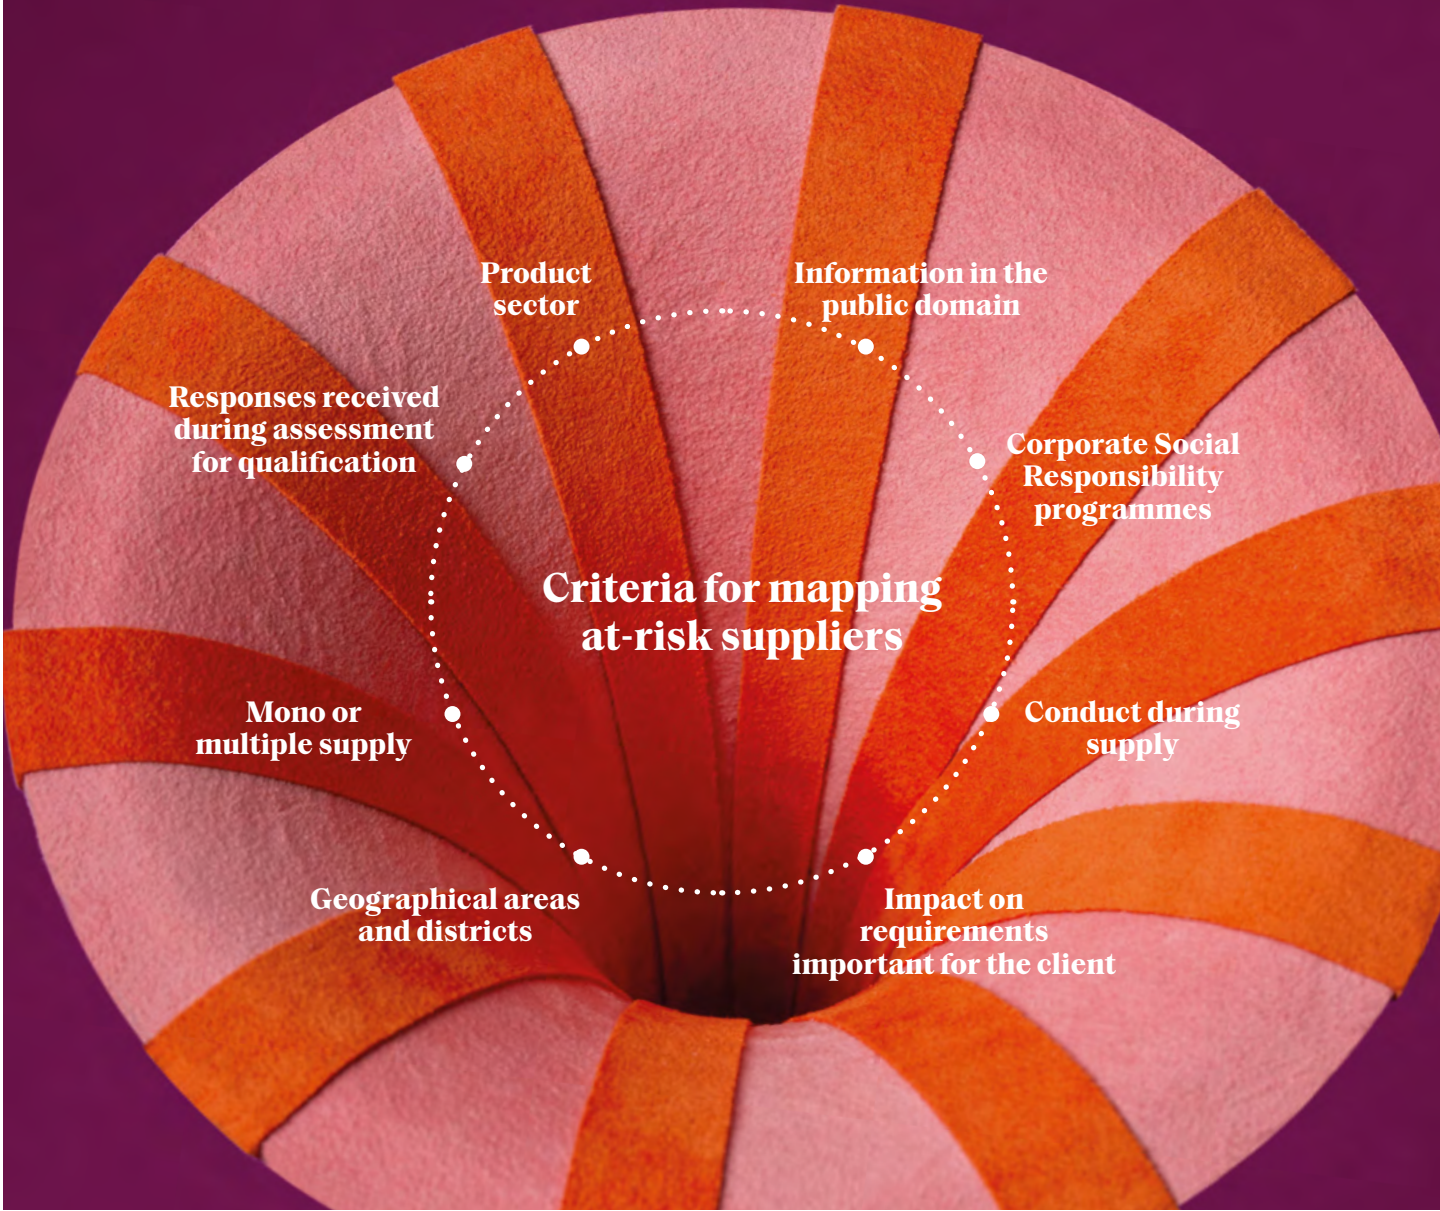 Product
sector
Information in the
public domain
Responses received
during assessment
for qualification
Corporate Social
Responsibility
programmes
Criteria for mapping
at-risk suppliers
Mono or
multiple supply
Conduct during
supply
Geographical areas
and districts
Impact on
requirements
important for the client